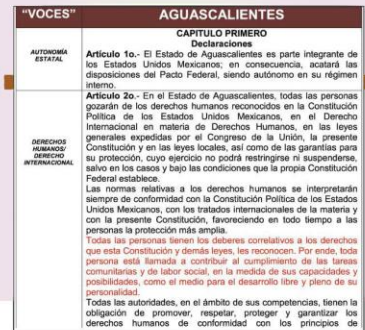 "VOCES"
AGUASCALIENTES
AUTONOMÍA
ESTATAL
CAPITULO PRIMERO
Declaraciones
Artículo 1o.- El Estado de Aguascalientes es parte integrante de
los Estados Unidos Mexicanos; en consecuencia, acatará las
disposiciones del Pacto Federal, siendo autónomo en su régimen
interno.
DERECHOS
HUMANOS/
DERECHO
INTERNACIONAL
Artículo 2o.- En el Estado de Aguascalientes, todas las personas
gozarán de los derechos humanos reconocidos en la Constitución
Política de los Estados Unidos Mexicanos, en el Derecho
Internacional en materia de Derechos Humanos, en las leyes
generales expedidas por el Congreso de la Unión, la presente
Constitución y en las leyes locales, así como de las garantías para
su protección, cuyo ejercicio no podrá restringirse ni suspenderse,
salvo en los casos y bajo las condiciones que la propia Constitución
Federal establece.
Las normas relativas a los derechos humanos se interpretarán
siempre de conformidad con la Constitución Política de los Estados
Unidos Mexicanos, con los tratados internacionales de la materia y
con la presente Constitución, favoreciendo en todo tiempo a las
personas la protección más amplia.
Todas las personas tienen los deberes correlativos a los derechos
que esta Constitución y demás leyes, les reconocen. Por ende, toda
persona está llamada a contribuir al cumplimiento de las tareas
comunitarias y de labor social, en la medida de sus capacidades y
posibilidades, como el medio para el desarrollo libre y pleno de su
personalidad.
Todas las autoridades, en el ámbito de sus competencias, tienen la
obligación de promover, respetar, proteger y garantizar los
derechos humanos de conformidad con los principios de